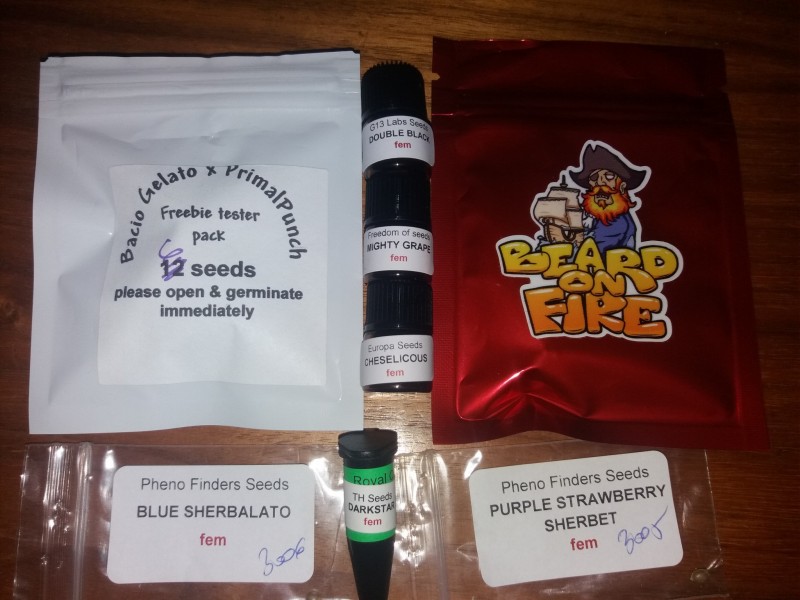 Bacio Gelato x PrimalPunch
Freebie tester
pack
12 seeds
please open & germinate
immediately
G13 Labs Seeds
DOUBLE BLACK
fem
Freedom of seeds
MIGHTY GRAPE
fem
Europa Seeds
CHESELICOUS
fem
BEARD
ON
FIRE
Pheno Finders Seeds
BLUE SHERBALATO
fem
Royal
TH Seeds
DARKSTAR
fem
Pheno Finders Seeds
PURPLE STRAWBERRY
SHERBET
fem